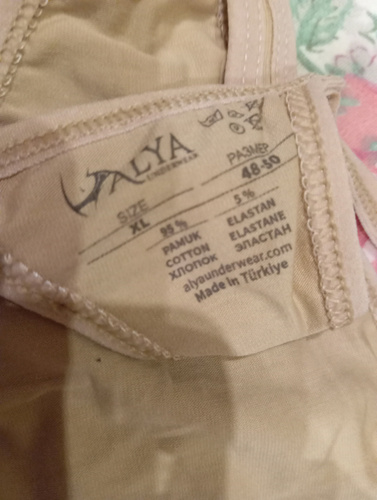 ALYA
UNDERWEAR
SIZE РАЗМЕР
XL 48-50
95 % 5 %
PAMUK ELASTAN
COTTON ELASTANE
ХЛОПОК ЭЛАСТАН
alyaunderwear.com
Made in Türkiye